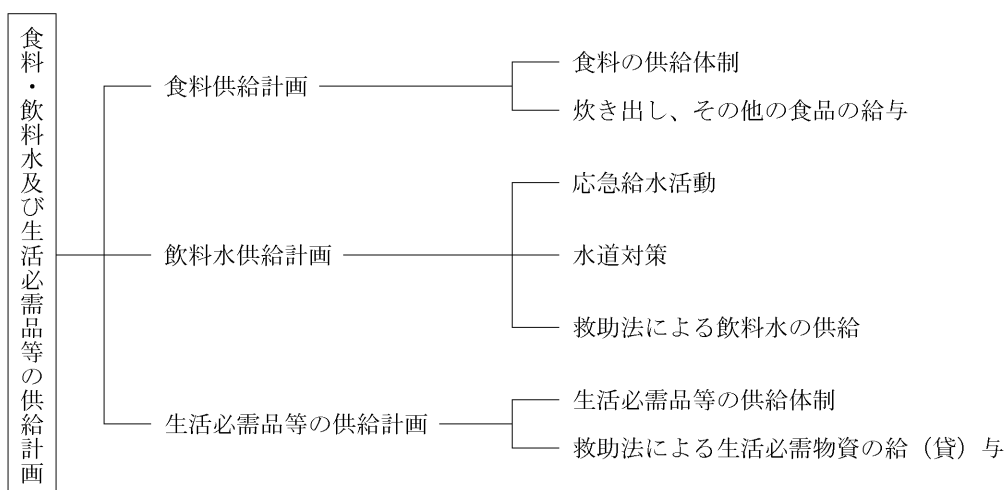 食料・飲料水及び生活必需品等の供給計画
食料供給計画
食料の供給体制
炊き出し、その他の食品の給与
飲料水供給計画
応急給水活動
水道対策
救助法による飲料水の供給
生活必需品等の供給計画
生活必需品等の供給体制
救助法による生活必需物資の給（貸）与